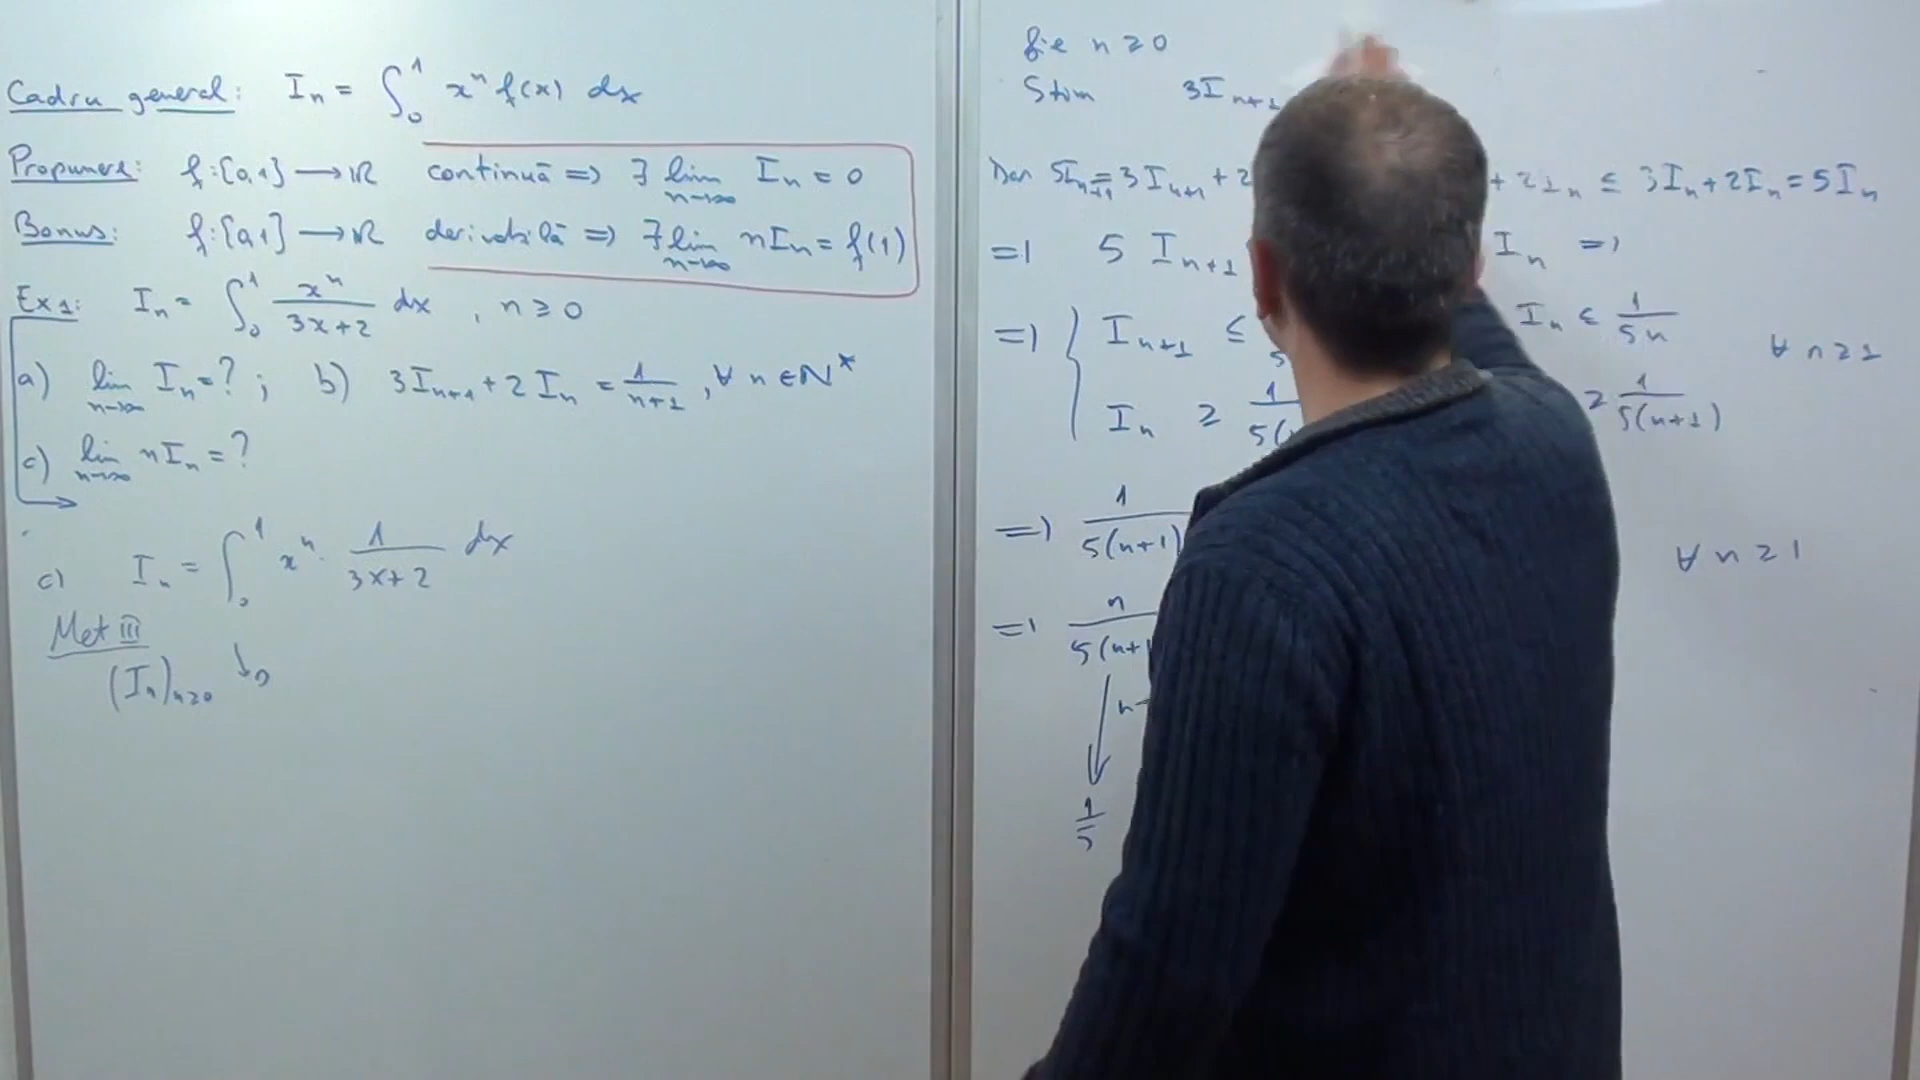 Cadru general: I_n = ∫_0^1 x^n f(x) dx
Propunere: f:[0,1] → ℝ continuă => ∃ lim_{n→∞} I_n = 0
Bonus: f:[0,1] → ℝ derivabilă => ∃ lim_{n→∞} nI_n = f(1)
Ex1: I_n = ∫_0^1 x^n/(3x+2) dx , n ≥ 0
a) lim_{n→∞} I_n = ? ; b) 3I_{n+1} + 2I_n = 1/(n+1), ∀ n ∈ ℕ*
c) lim_{n→∞} nI_n = ?
c) I_n = ∫_0^1 x^n · 1/(3x+2) dx
Met III
(I_n)_{n≥0} ↘
fie n ≥ 0
Stim 3I_{n+1}
Dar 5I_{n+1} = 3I_{n+1} + 2 + 2I_n ≤ 3I_n + 2I_n = 5I_n
=> 5 I_{n+1} I_n =>
=> { I_{n+1} ≤ I_n ≤ 1/(5n)
I_n ≥ 1 ≥ 1/(5(n+1)) ∀ n ≥ 1
=> 1/(5(n+1)) ∀ n ≥ 1
=> n/(5(n+1
↓ n→
1/5